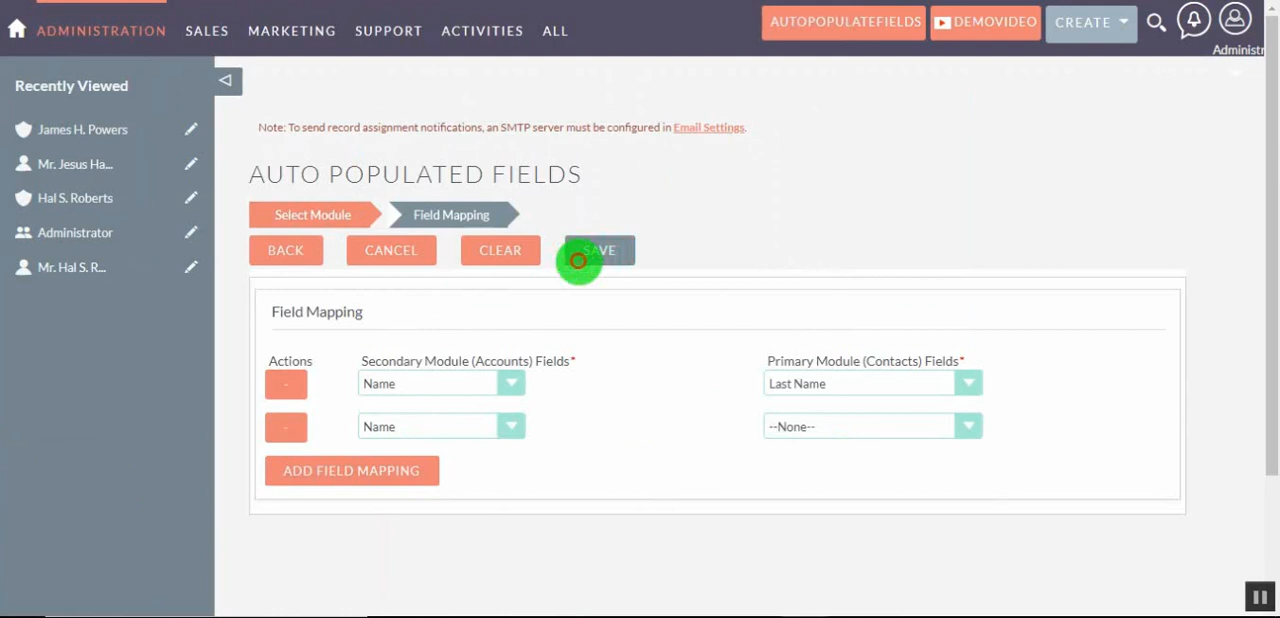 ADMINISTRATION SALES MARKETING SUPPORT ACTIVITIES ALL AUTOPOPULATEFIELDS DEMOVIDEO CREATE
Administr
Recently Viewed
James H. Powers
Mr. Jesus Ha...
Hal S. Roberts
Administrator
Mr. Hal S. R...
Note: To send record assignment notifications, an SMTP server must be configured in Email Settings.
AUTO POPULATED FIELDS
Select Module Field Mapping
BACK CANCEL CLEAR SAVE
Field Mapping
Actions Secondary Module (Accounts) Fields* Primary Module (Contacts) Fields*
- Name Last Name
- Name --None--
ADD FIELD MAPPING